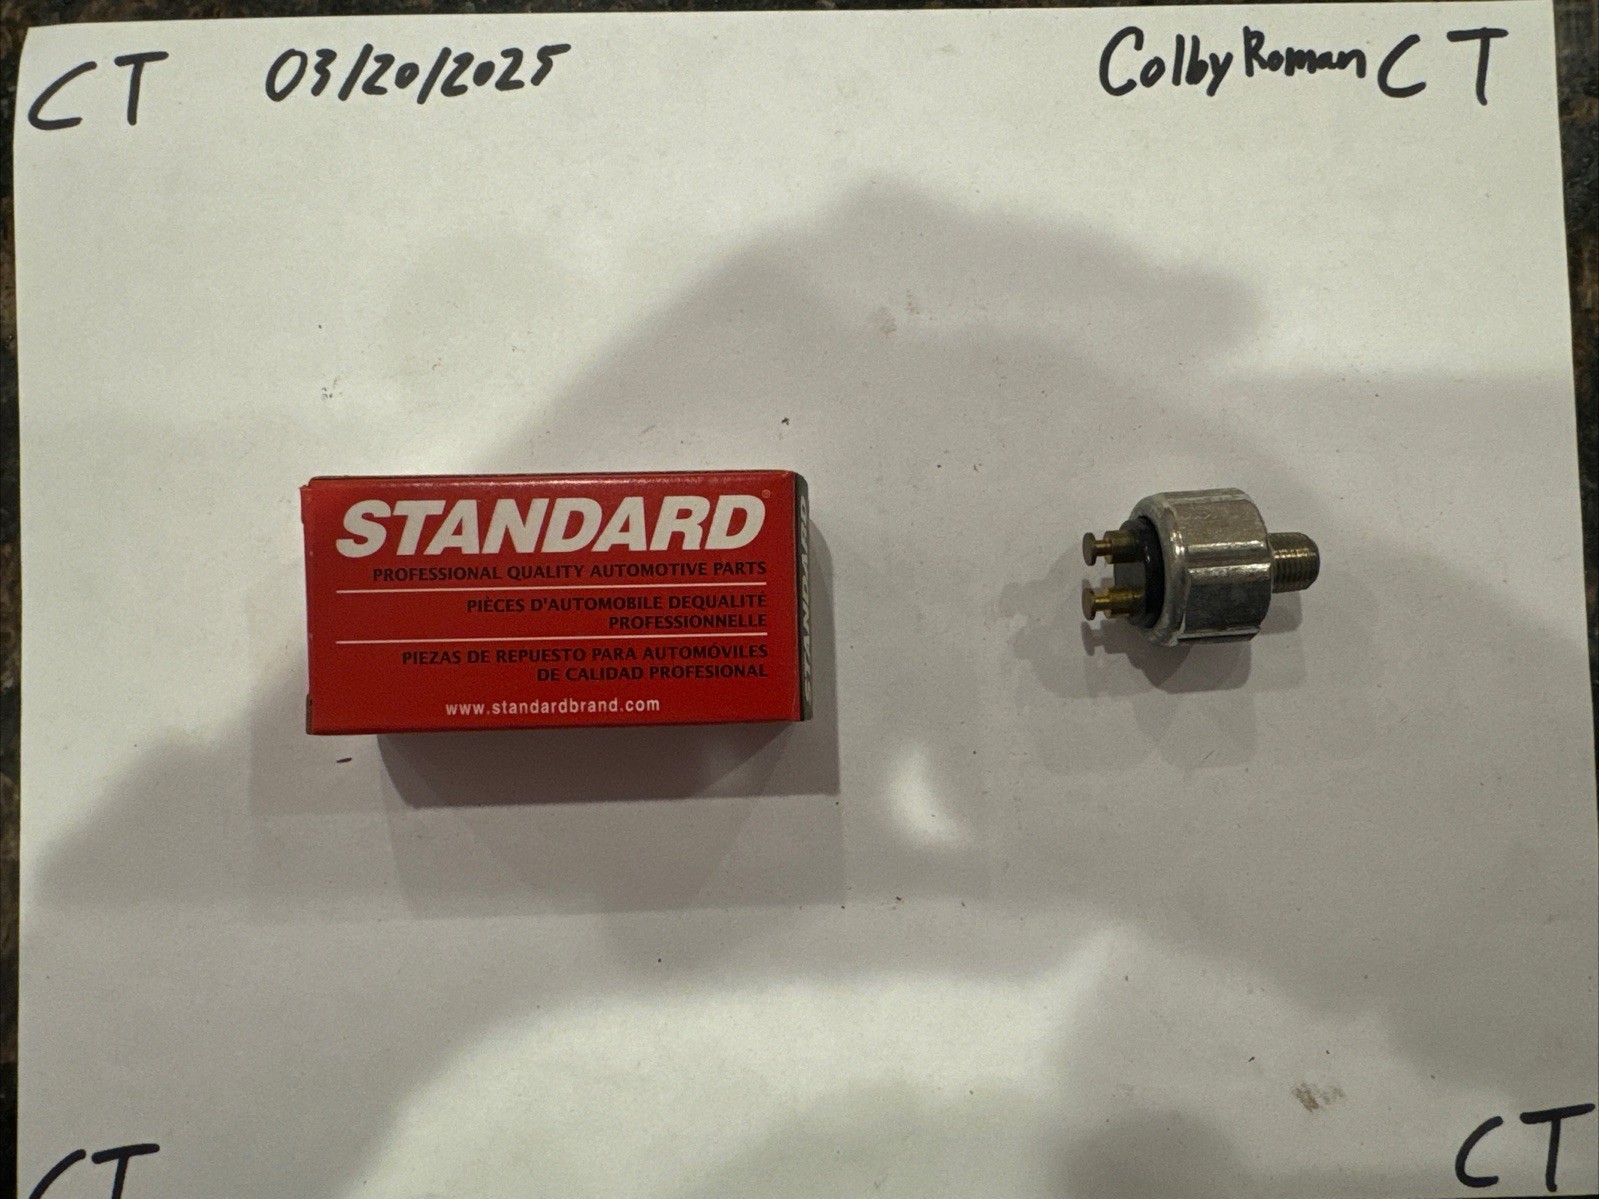 CT 03/20/2025 Colby Roman CT
STANDARD®
PROFESSIONAL QUALITY AUTOMOTIVE PARTS
PIÈCES D'AUTOMOBILE DEQUALITÉ
PROFESSIONNELLE
PIEZAS DE REPUESTO PARA AUTOMÓVILES
DE CALIDAD PROFESIONAL
www.standardbrand.com
STANDARD
CT CT